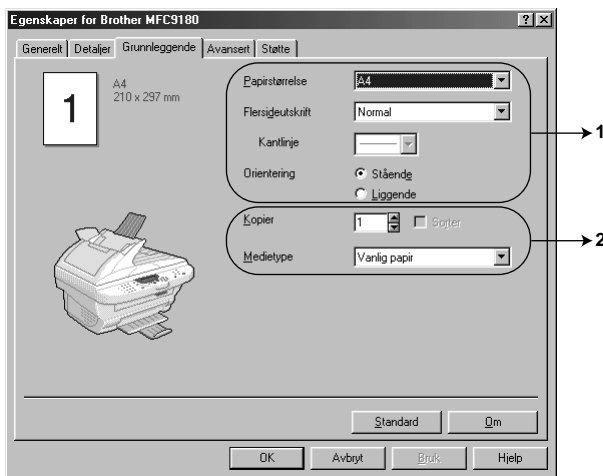 Egenskaper for Brother MFC9180
Generelt Detaljer Grunnleggende Avansert Støtte
1
A4
210 x 297 mm
Papirstørrelse A4
Flersideutskrift Normal
Kantlinje
Orientering Stående
Liggende
1
Kopier 1 Sorter
Medietype Vanlig papir
2
Standard Om
OK Avbryt Bruk Hjelp